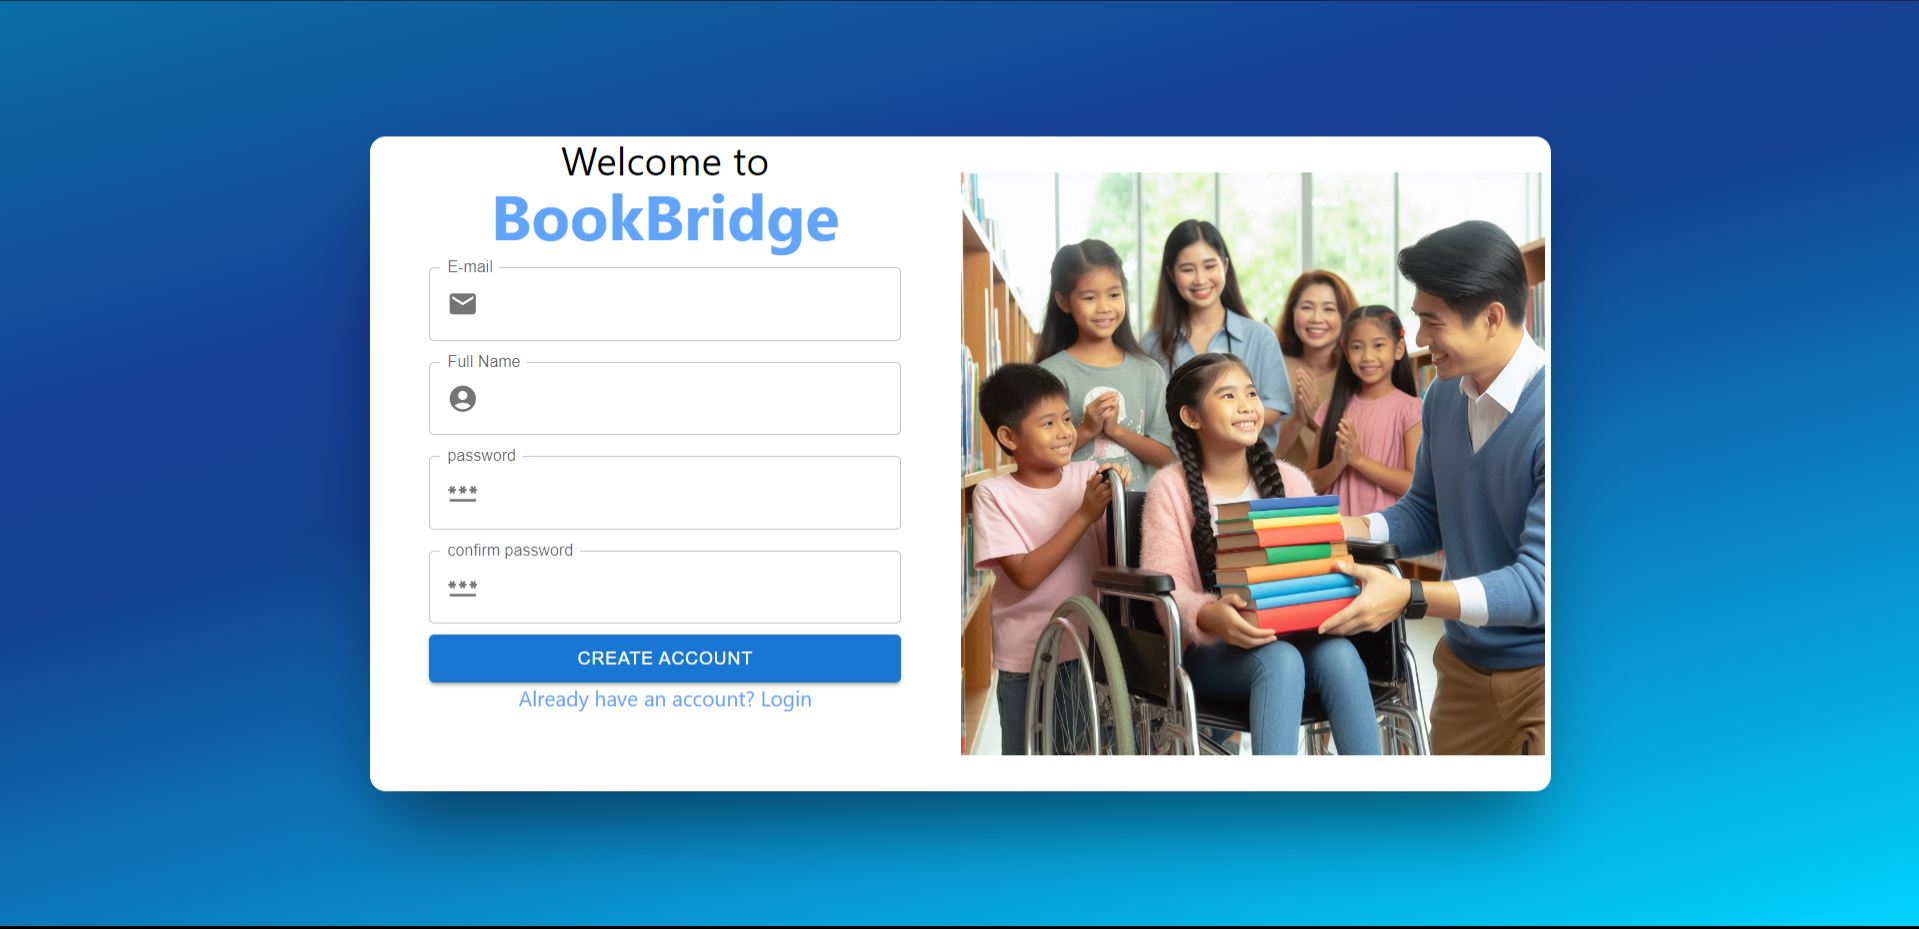 Welcome to
BookBridge
E-mail
Full Name
password
***
confirm password
***
CREATE ACCOUNT
Already have an account? Login